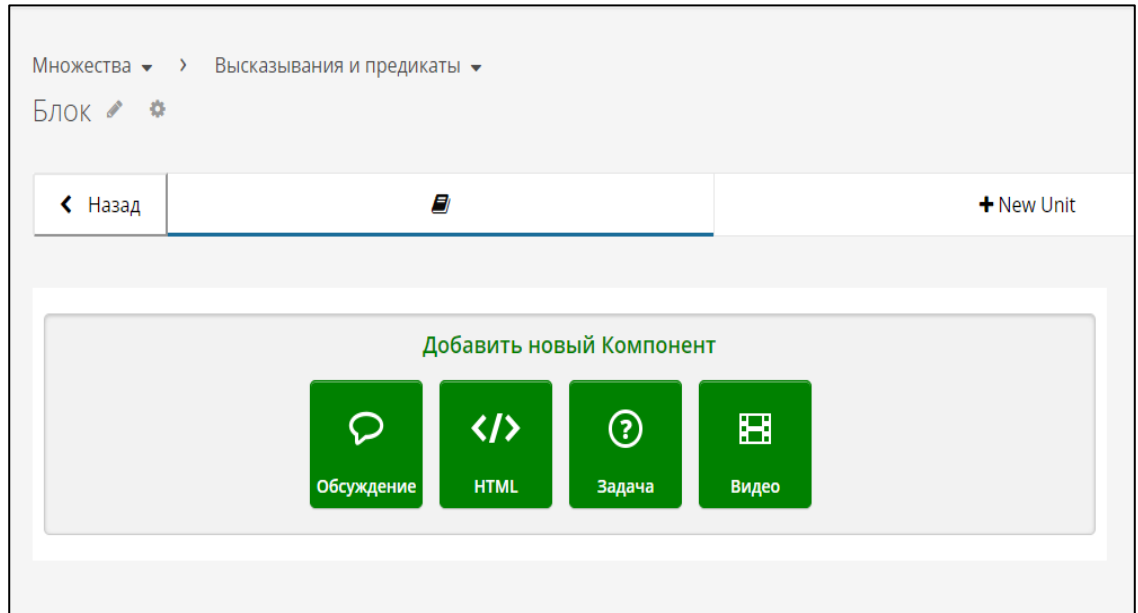 Множества › Высказывания и предикаты
Блок
Назад
+ New Unit
Добавить новый Компонент
Обсуждение HTML Задача Видео